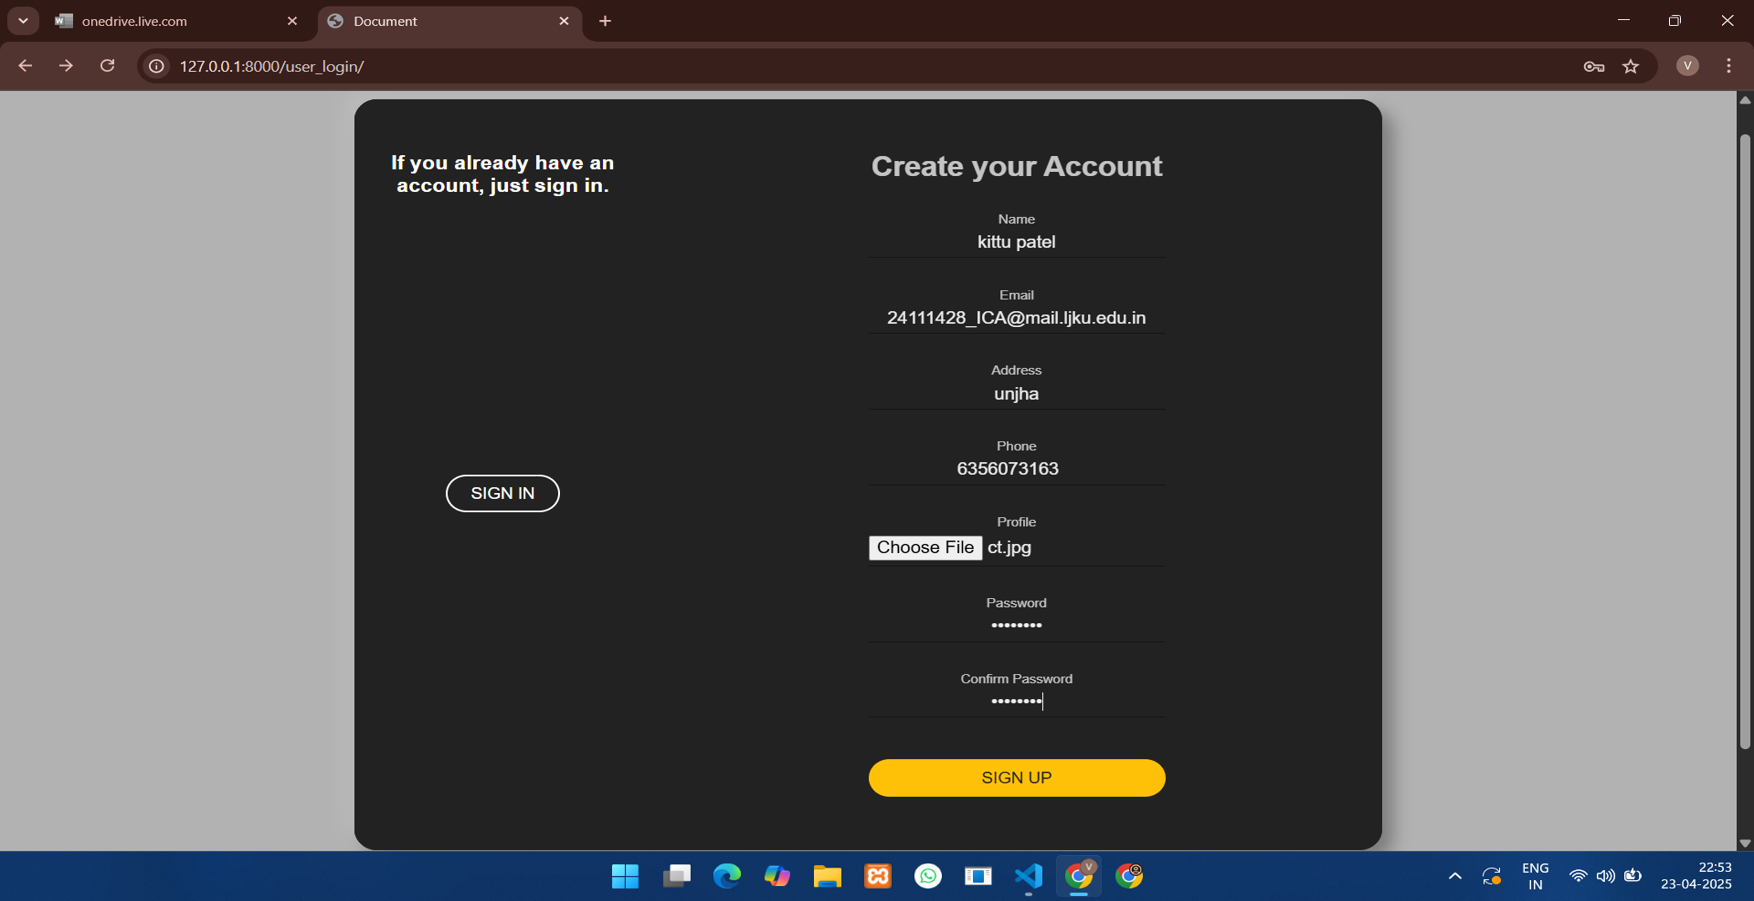 onedrive.live.com
Document
127.0.0.1:8000/user_login/
V
If you already have an
account, just sign in.
SIGN IN
Create your Account
Name
kittu patel
Email
24111428_ICA@mail.ljku.edu.in
Address
unjha
Phone
6356073163
Profile
Choose File ct.jpg
Password
••••••••
Confirm Password
••••••••
SIGN UP
V
ENG
IN
22:53
23-04-2025